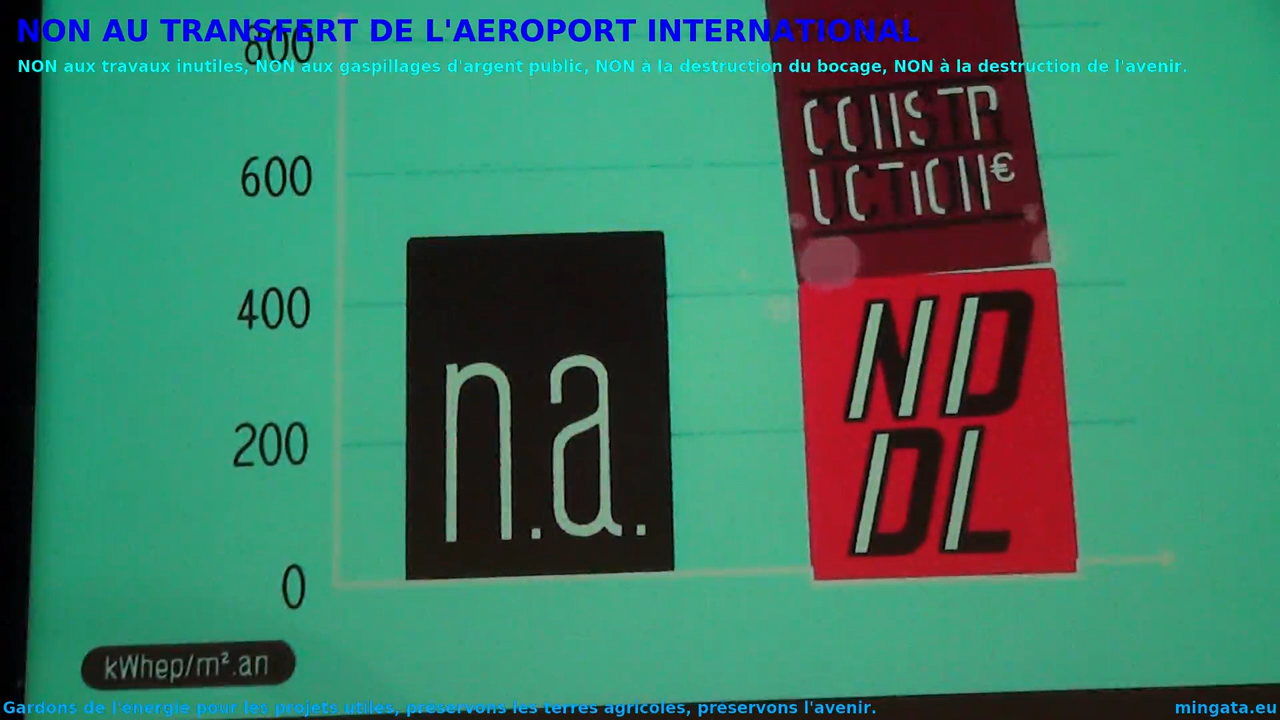 NON AU TRANSFERT DE L'AEROPORT INTERNATIONAL
NON aux travaux inutiles, NON aux gaspillages d'argent public, NON à la destruction du bocage, NON à la destruction de l'avenir.
800
600
400
200
0
n.a.
CONSTR
UCTION€
ND
DL
kWhep/m².an
Gardons de l'energie pour les projets utiles, preservons les terres agricoles, preservons l'avenir.
mingata.eu